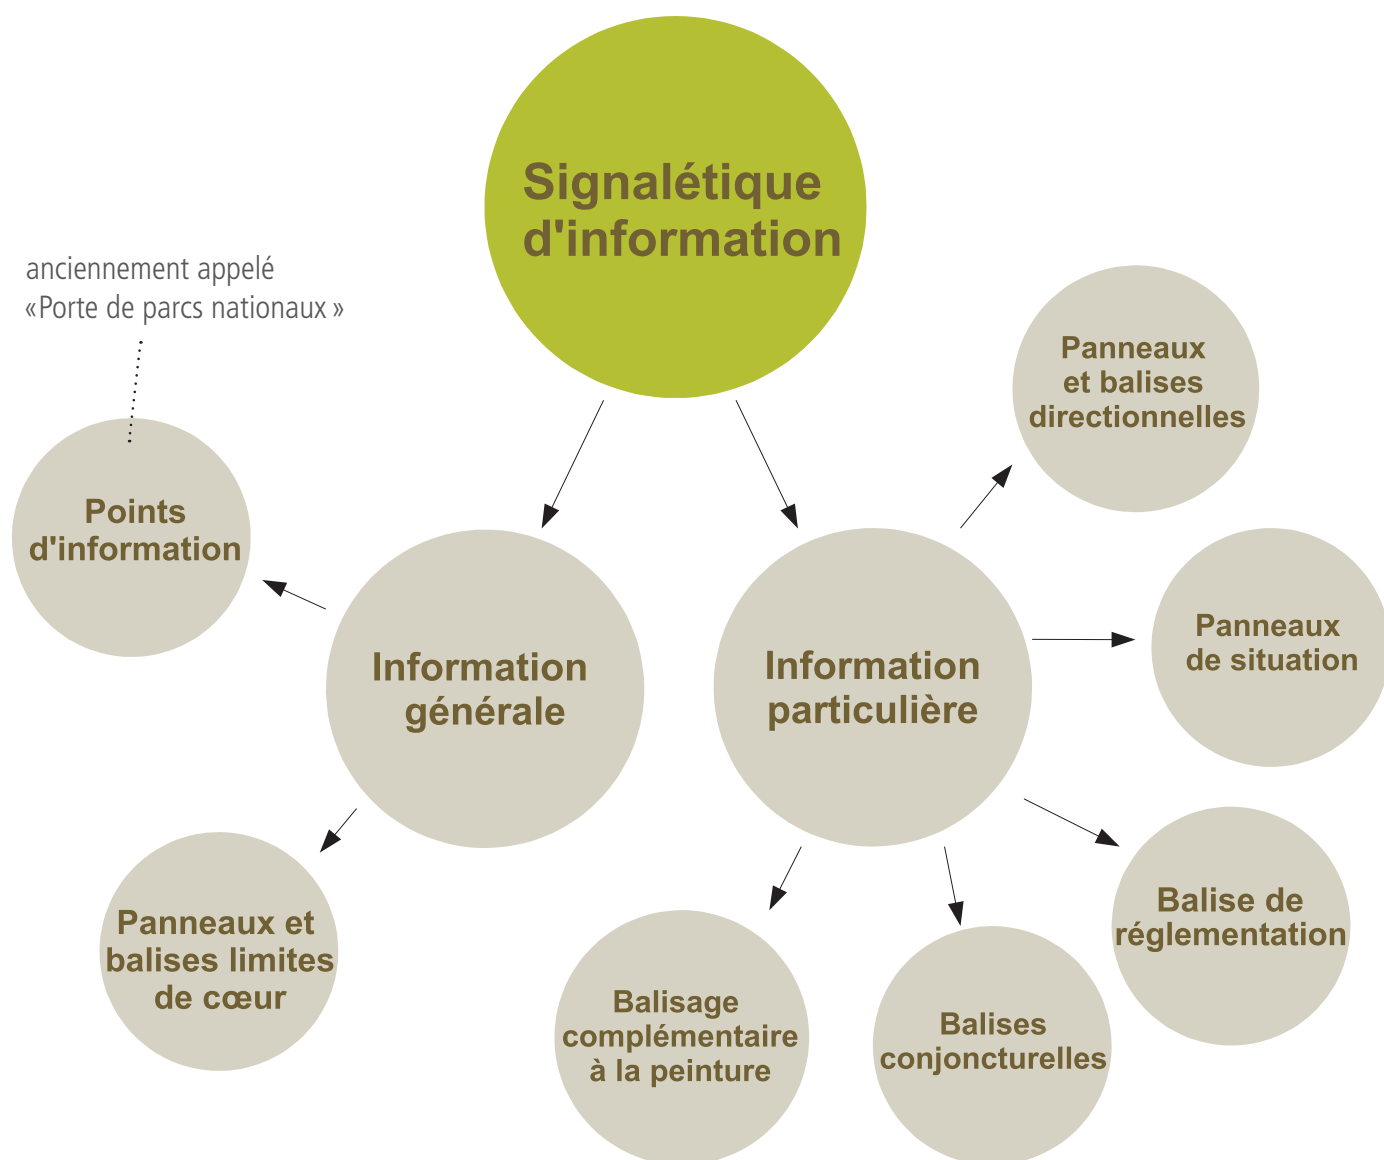 Signalétique
d'information
anciennement appelé
«Porte de parcs nationaux »
Panneaux
et balises
directionnelles
Points
d'information
Panneaux
de situation
Information
générale
Information
particulière
Balise de
réglementation
Panneaux et
balises limites
de cœur
Balisage
complémentaire
à la peinture
Balises
conjoncturelles